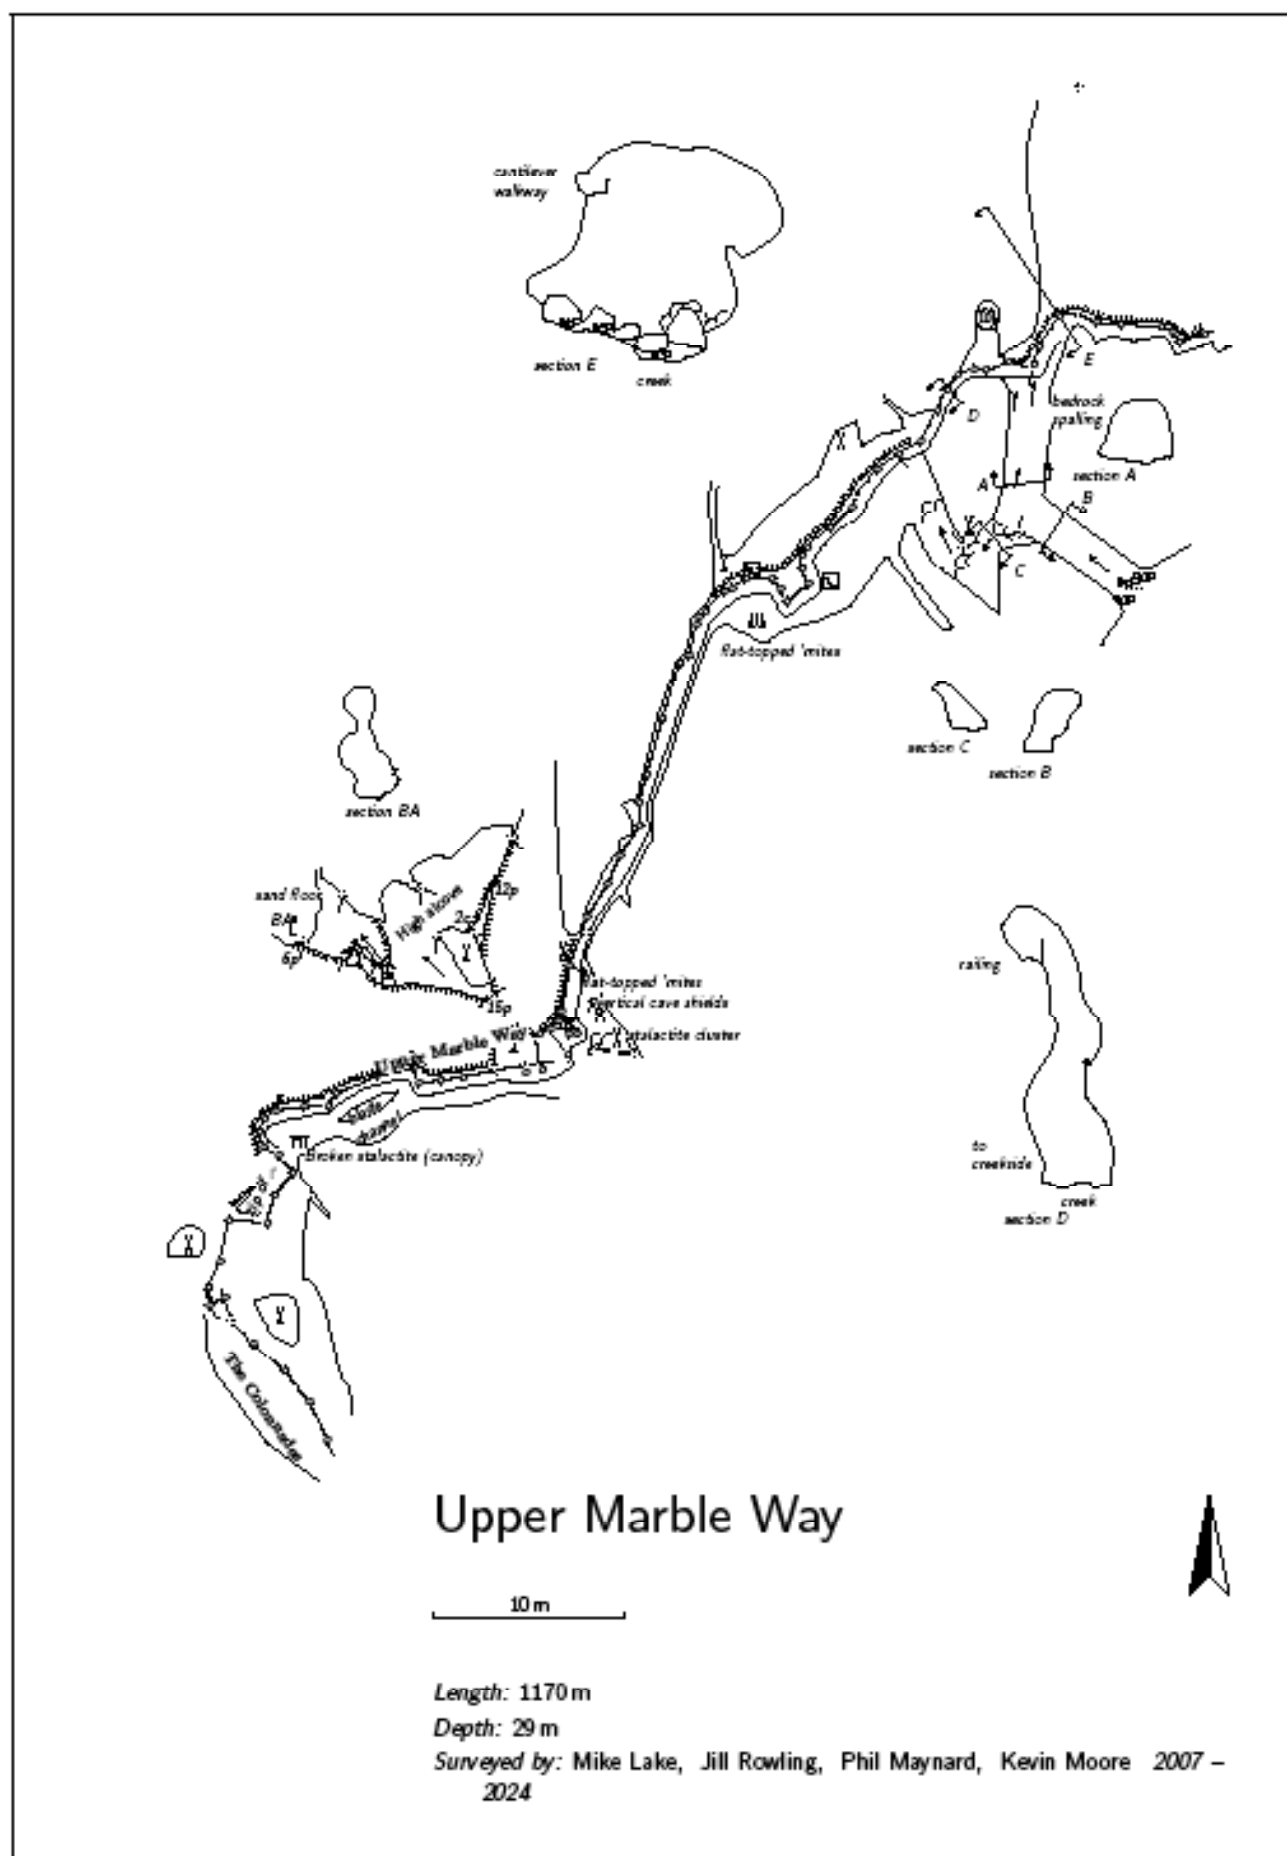 cantilever
walkway
section E
creek
E
bedrock
spalling
D
section A
A
B
C
flat-topped 'mites
section C
section B
section BA
sand floor
BA
6p
High alcove
12p
15p
flat-topped 'mites
vertical cave shields
stalactite cluster
Upper Marble Way
channel
Broken stalactite (canopy)
railing
to
creekside
creek
section D
The Colonnades
Upper Marble Way
10 m
Length: 1170 m
Depth: 29 m
Surveyed by: Mike Lake, Jill Rowling, Phil Maynard, Kevin Moore 2007 –
2024